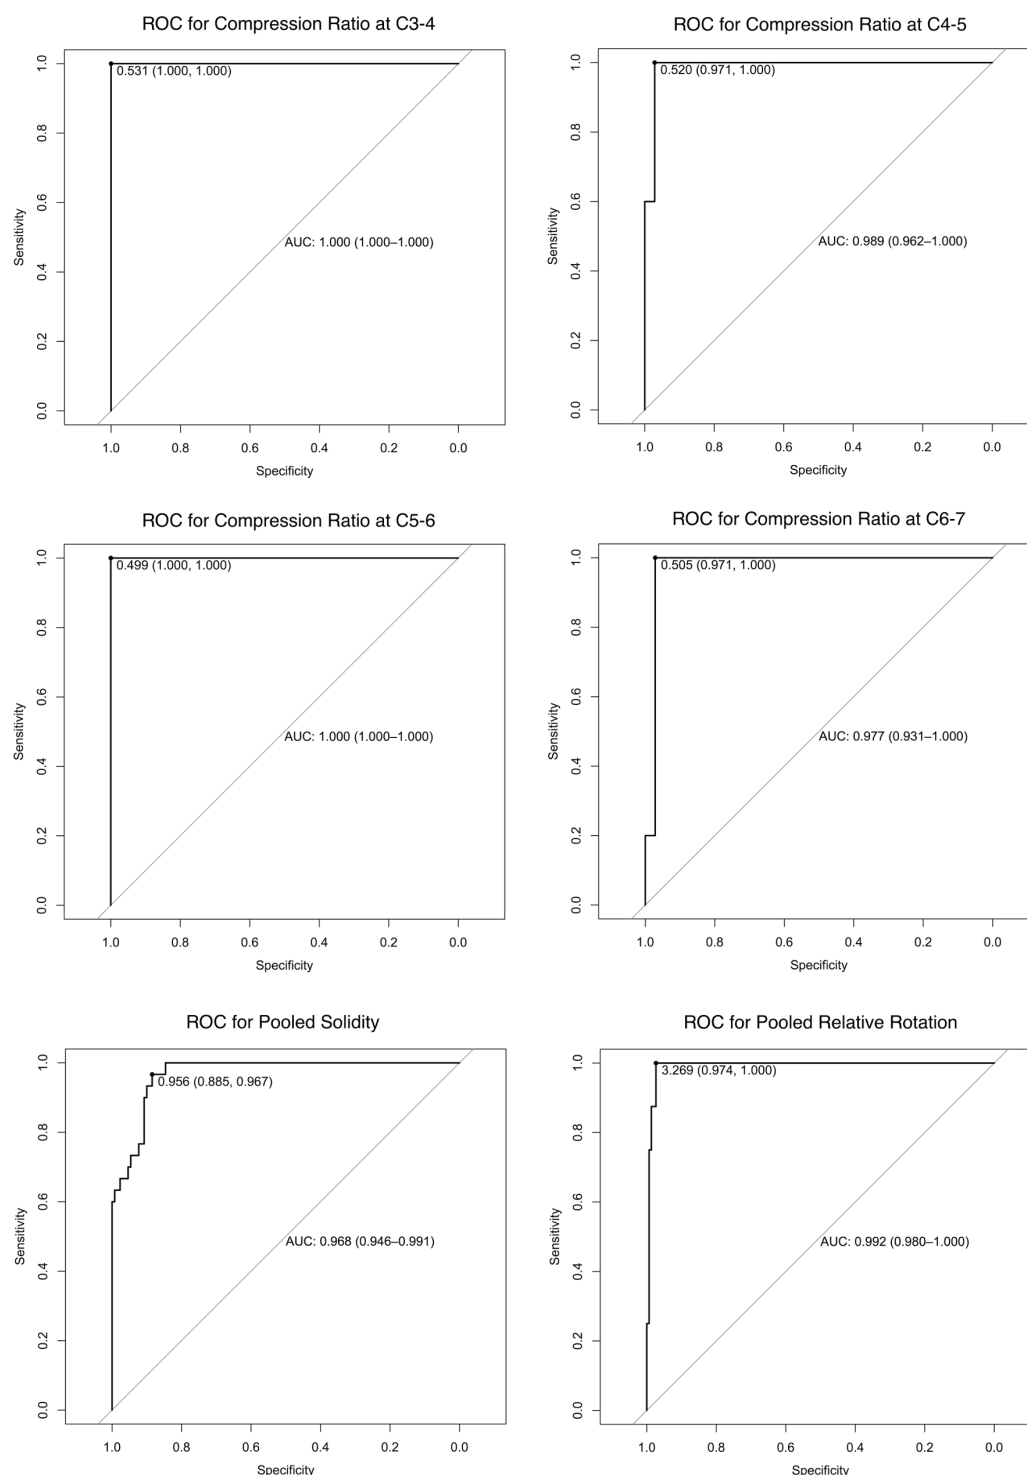 ROC for Compression Ratio at C3-4
1.0
0.8
0.6
0.4
0.2
0.0
Sensitivity
0.531 (1.000, 1.000)
AUC: 1.000 (1.000–1.000)
1.0 0.8 0.6 0.4 0.2 0.0
Specificity
ROC for Compression Ratio at C4-5
1.0
0.8
0.6
0.4
0.2
0.0
Sensitivity
0.520 (0.971, 1.000)
AUC: 0.989 (0.962–1.000)
1.0 0.8 0.6 0.4 0.2 0.0
Specificity
ROC for Compression Ratio at C5-6
1.0
0.8
0.6
0.4
0.2
0.0
Sensitivity
0.499 (1.000, 1.000)
AUC: 1.000 (1.000–1.000)
1.0 0.8 0.6 0.4 0.2 0.0
Specificity
ROC for Compression Ratio at C6-7
1.0
0.8
0.6
0.4
0.2
0.0
Sensitivity
0.505 (0.971, 1.000)
AUC: 0.977 (0.931–1.000)
1.0 0.8 0.6 0.4 0.2 0.0
Specificity
ROC for Pooled Solidity
1.0
0.8
0.6
0.4
0.2
0.0
Sensitivity
0.956 (0.885, 0.967)
AUC: 0.968 (0.946–0.991)
1.0 0.8 0.6 0.4 0.2 0.0
Specificity
ROC for Pooled Relative Rotation
1.0
0.8
0.6
0.4
0.2
0.0
Sensitivity
3.269 (0.974, 1.000)
AUC: 0.992 (0.980–1.000)
1.0 0.8 0.6 0.4 0.2 0.0
Specificity